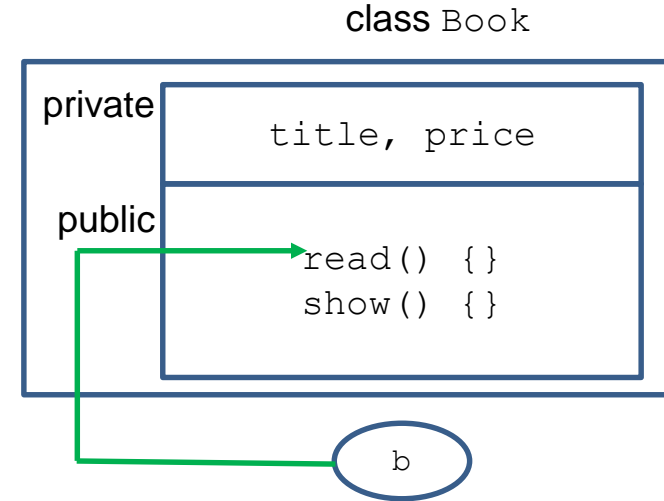 class Book
private
title, price
public
read() {}
show() {}
b